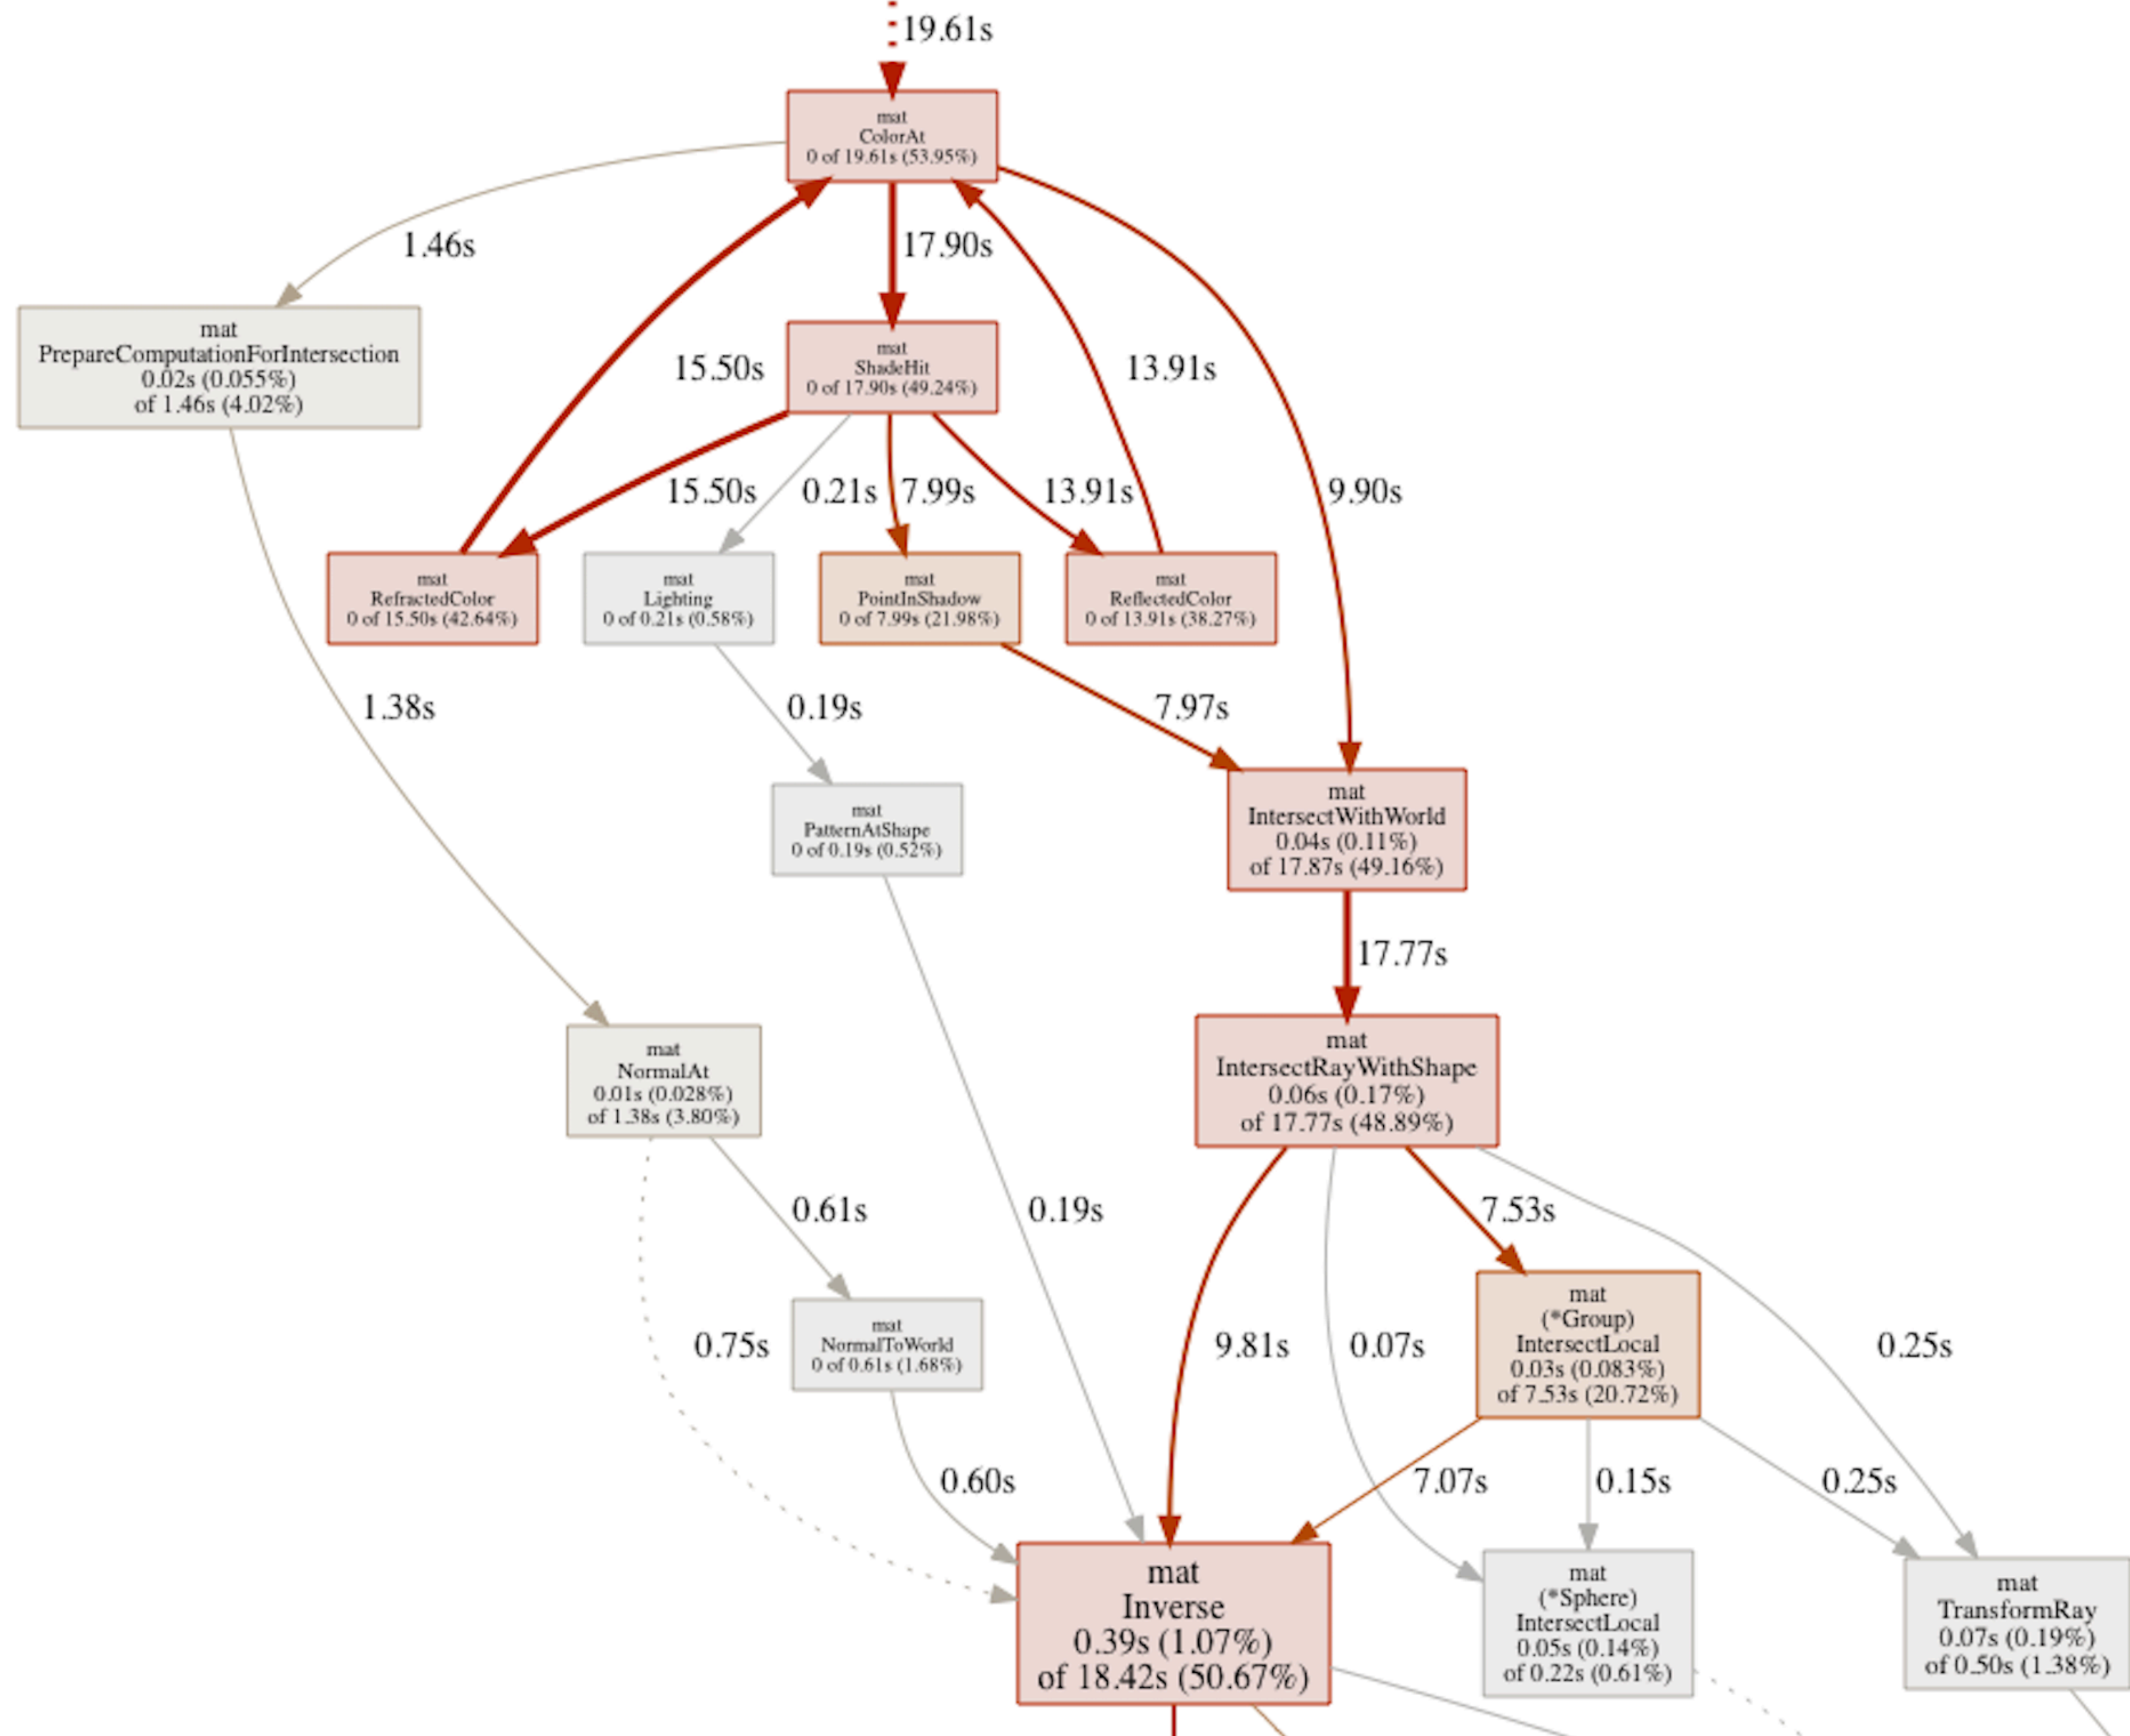 19.61s
mat
ColorAt
0 of 19.61s (53.95%)
1.46s
17.90s
mat
PrepareComputationForIntersection
0.02s (0.055%)
of 1.46s (4.02%)
15.50s
mat
ShadeHit
0 of 17.90s (49.24%)
13.91s
15.50s
0.21s
7.99s
13.91s
9.90s
mat
RefractedColor
0 of 15.50s (42.64%)
mat
Lighting
0 of 0.21s (0.58%)
mat
PointInShadow
0 of 7.99s (21.98%)
mat
ReflectedColor
0 of 13.91s (38.27%)
1.38s
0.19s
7.97s
mat
PatternAtShape
0 of 0.19s (0.52%)
mat
IntersectWithWorld
0.04s (0.11%)
of 17.87s (49.16%)
17.77s
mat
NormalAt
0.01s (0.028%)
of 1.38s (3.80%)
mat
IntersectRayWithShape
0.06s (0.17%)
of 17.77s (48.89%)
0.61s
0.19s
7.53s
0.75s
mat
NormalToWorld
0 of 0.61s (1.68%)
9.81s
0.07s
mat
(*Group)
IntersectLocal
0.03s (0.083%)
of 7.53s (20.72%)
0.25s
0.60s
7.07s
0.15s
0.25s
mat
Inverse
0.39s (1.07%)
of 18.42s (50.67%)
mat
(*Sphere)
IntersectLocal
0.05s (0.14%)
of 0.22s (0.61%)
mat
TransformRay
0.07s (0.19%)
of 0.50s (1.38%)